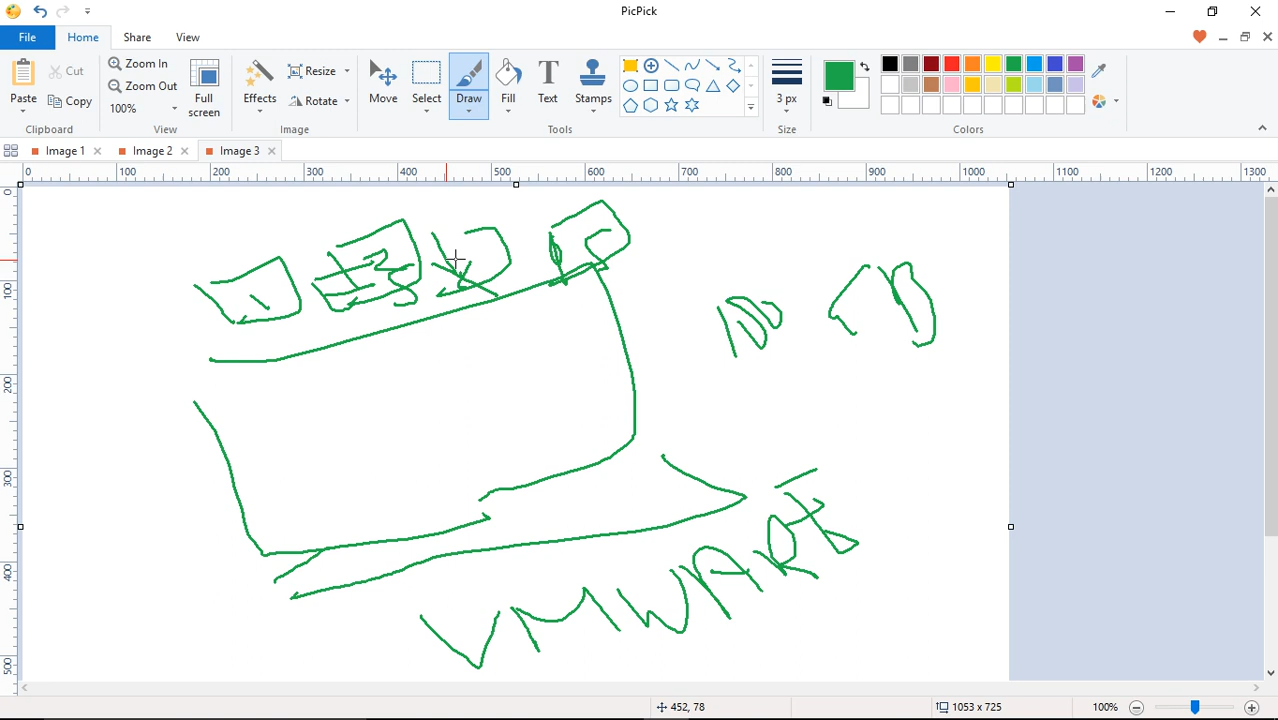 PicPick
File Home Share View
Paste Cut Copy Clipboard
Zoom In Zoom Out 100% Full screen View
Effects Resize Rotate Image
Move Select Draw Fill Text Stamps Tools
3 px Size
Colors
Image 1 Image 2 Image 3
0 100 200 300 400 500 600 700 800 900 1000 1100 1200 1300
0
100
200
300
400
500
VMWARE
452, 78 1053 x 725 100%